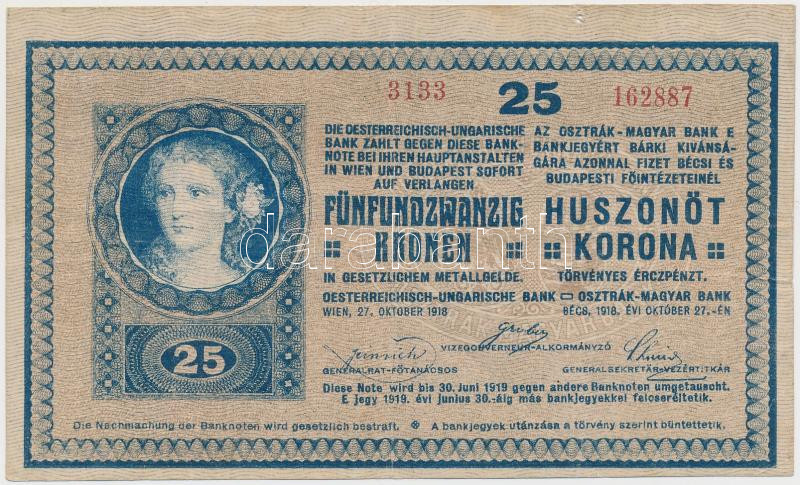 3133 25 162887
DIE OESTERREICHISCH-UNGARISCHE
BANK ZAHLT GEGEN DIESE BANK-
NOTE BEI IHREN HAUPTANSTALTEN
IN WIEN UND BUDAPEST SOFORT
AUF VERLANGEN
FÜNFUNDZWANZIG
KRONEN
IN GESETZLICHEM METALLGELDE.
AZ OSZTRÁK-MAGYAR BANK E
BANKJEGYÉRT BÁRKI KIVÁNSÁ-
GÁRA AZONNAL FIZET BÉCSI ÉS
BUDAPESTI FŐINTÉZETEINÉL
HUSZONÖT
KORONA
TÖRVÉNYES ÉRCZPÉNZT.
OESTERREICHISCH-UNGARISCHE BANK OSZTRÁK-MAGYAR BANK
WIEN, 27. OKTOBER 1918 BÉCS, 1918. ÉVI OKTÓBER 27.-ÉN
VIZEGOUVERNEUR-ALKORMÁNYZÓ
GENERALRAT-FŐTANÁCSOS GENERALSEKRETÄR-VEZÉRTITKÁR
25
Diese Note wird bis 30. Juni 1919 gegen andere Banknoten umgetauscht.
E jegy 1919. évi junius 30.-áig más bankjegyekkel felcseréltetik.
Die Nachmachung der Banknoten wird gesetzlich bestraft. A bankjegyek utánzása a törvény szerint büntettetik.
darabanth